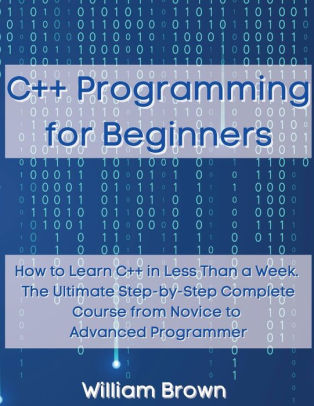 C++ Programming
for Beginners
How to Learn C++ in Less Than a Week.
The Ultimate Step-by-Step Complete
Course from Novice to
Advanced Programmer
William Brown